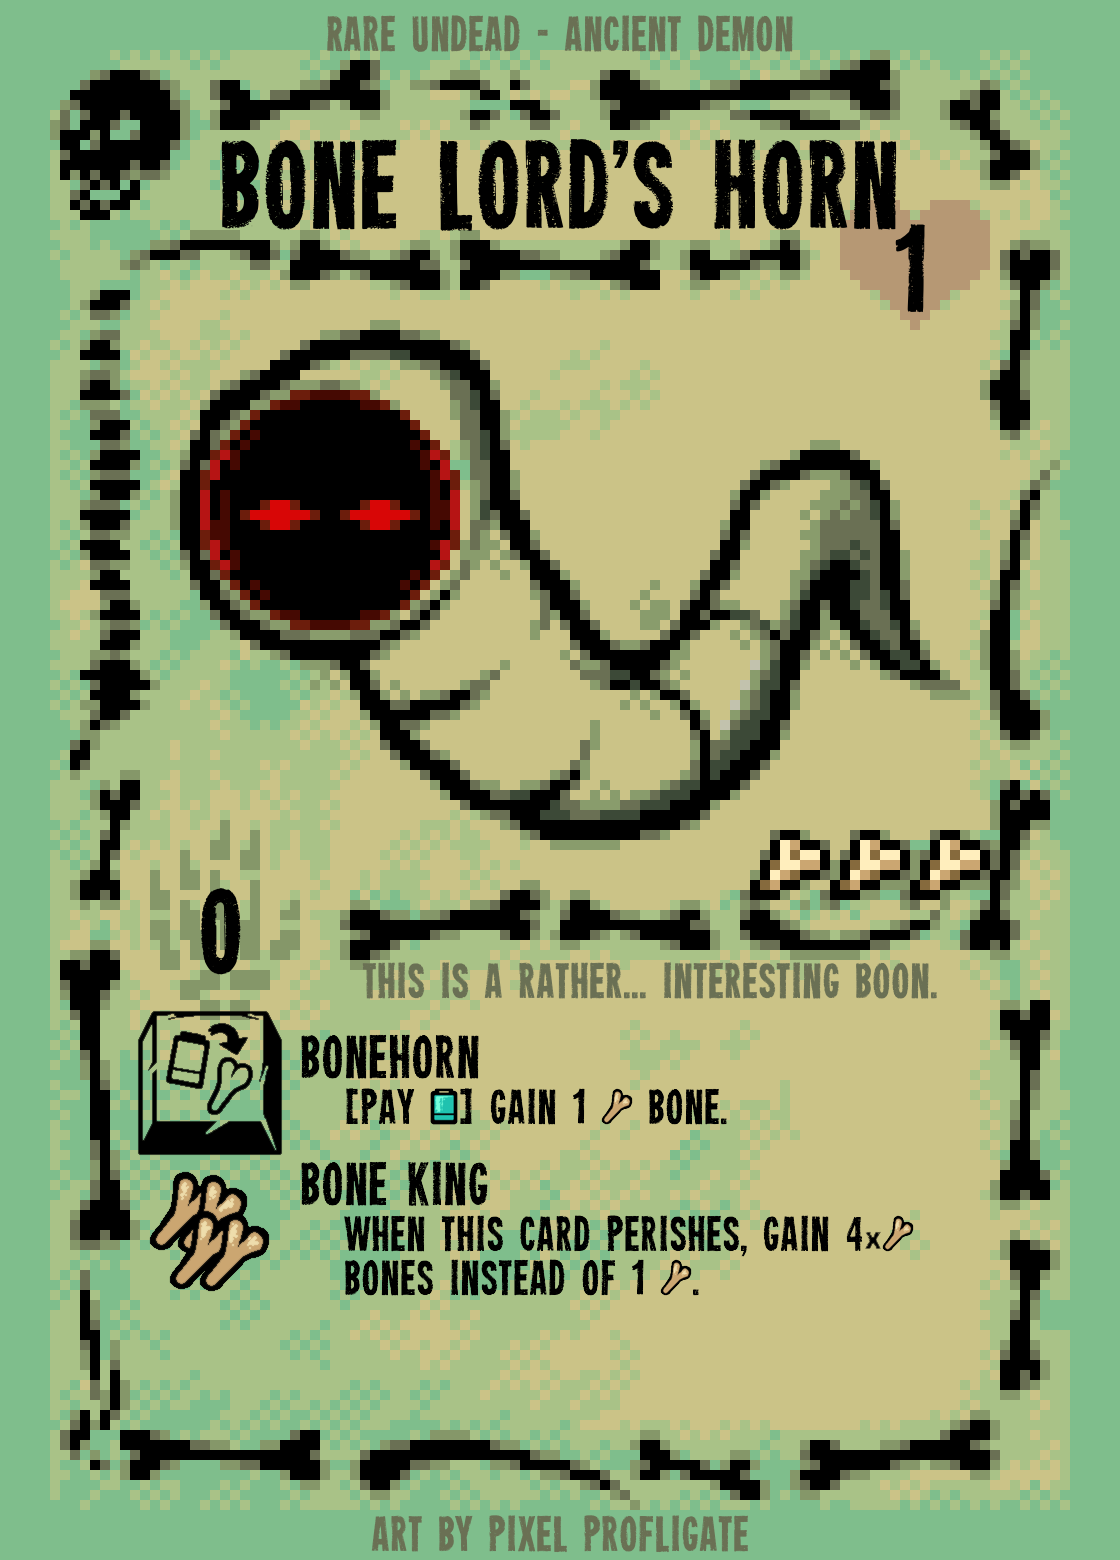 RARE UNDEAD - ANCIENT DEMON
BONE LORD'S HORN
1
0
THIS IS A RATHER... INTERESTING BOON.
BONEHORN
[PAY ] GAIN 1 BONE.
BONE KING
WHEN THIS CARD PERISHES, GAIN 4x
BONES INSTEAD OF 1 .
ART BY PIXEL PROFLIGATE